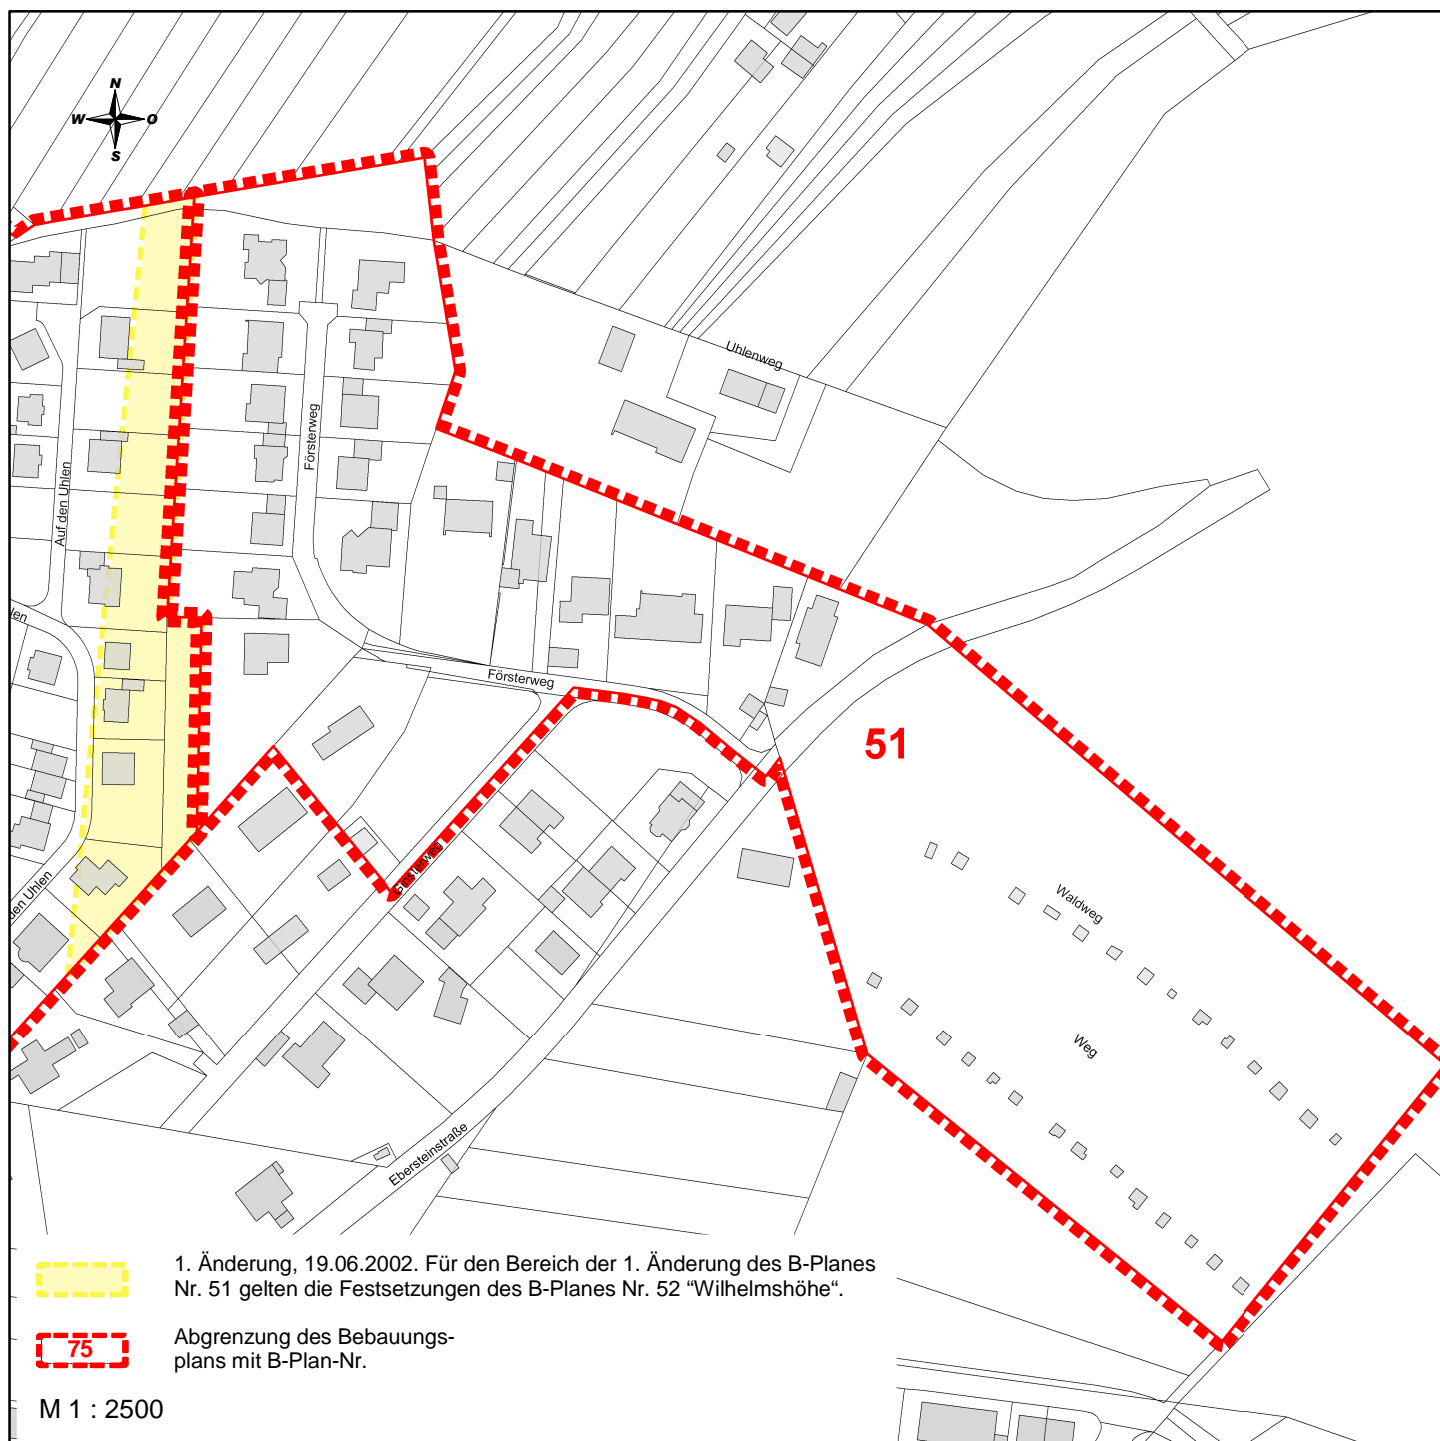 N
W O
S
Uhlenweg
Försterweg
Auf den Uhlen
len
Försterweg
51
Ginsterweg
den Uhlen
Waldweg
Weg
Ebersteinstraße
1. Änderung, 19.06.2002. Für den Bereich der 1. Änderung des B-Planes
Nr. 51 gelten die Festsetzungen des B-Planes Nr. 52 “Wilhelmshöhe“.
75
Abgrenzung des Bebauungs-
plans mit B-Plan-Nr.
M 1 : 2500